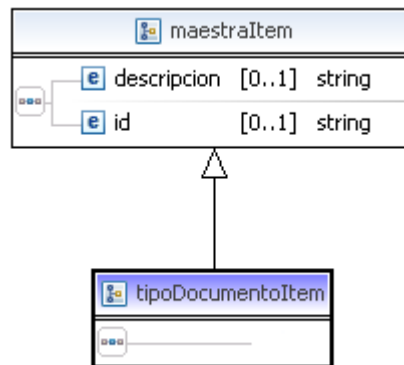 maestraItem
descripcion [0..1] string
id [0..1] string
tipoDocumentoItem